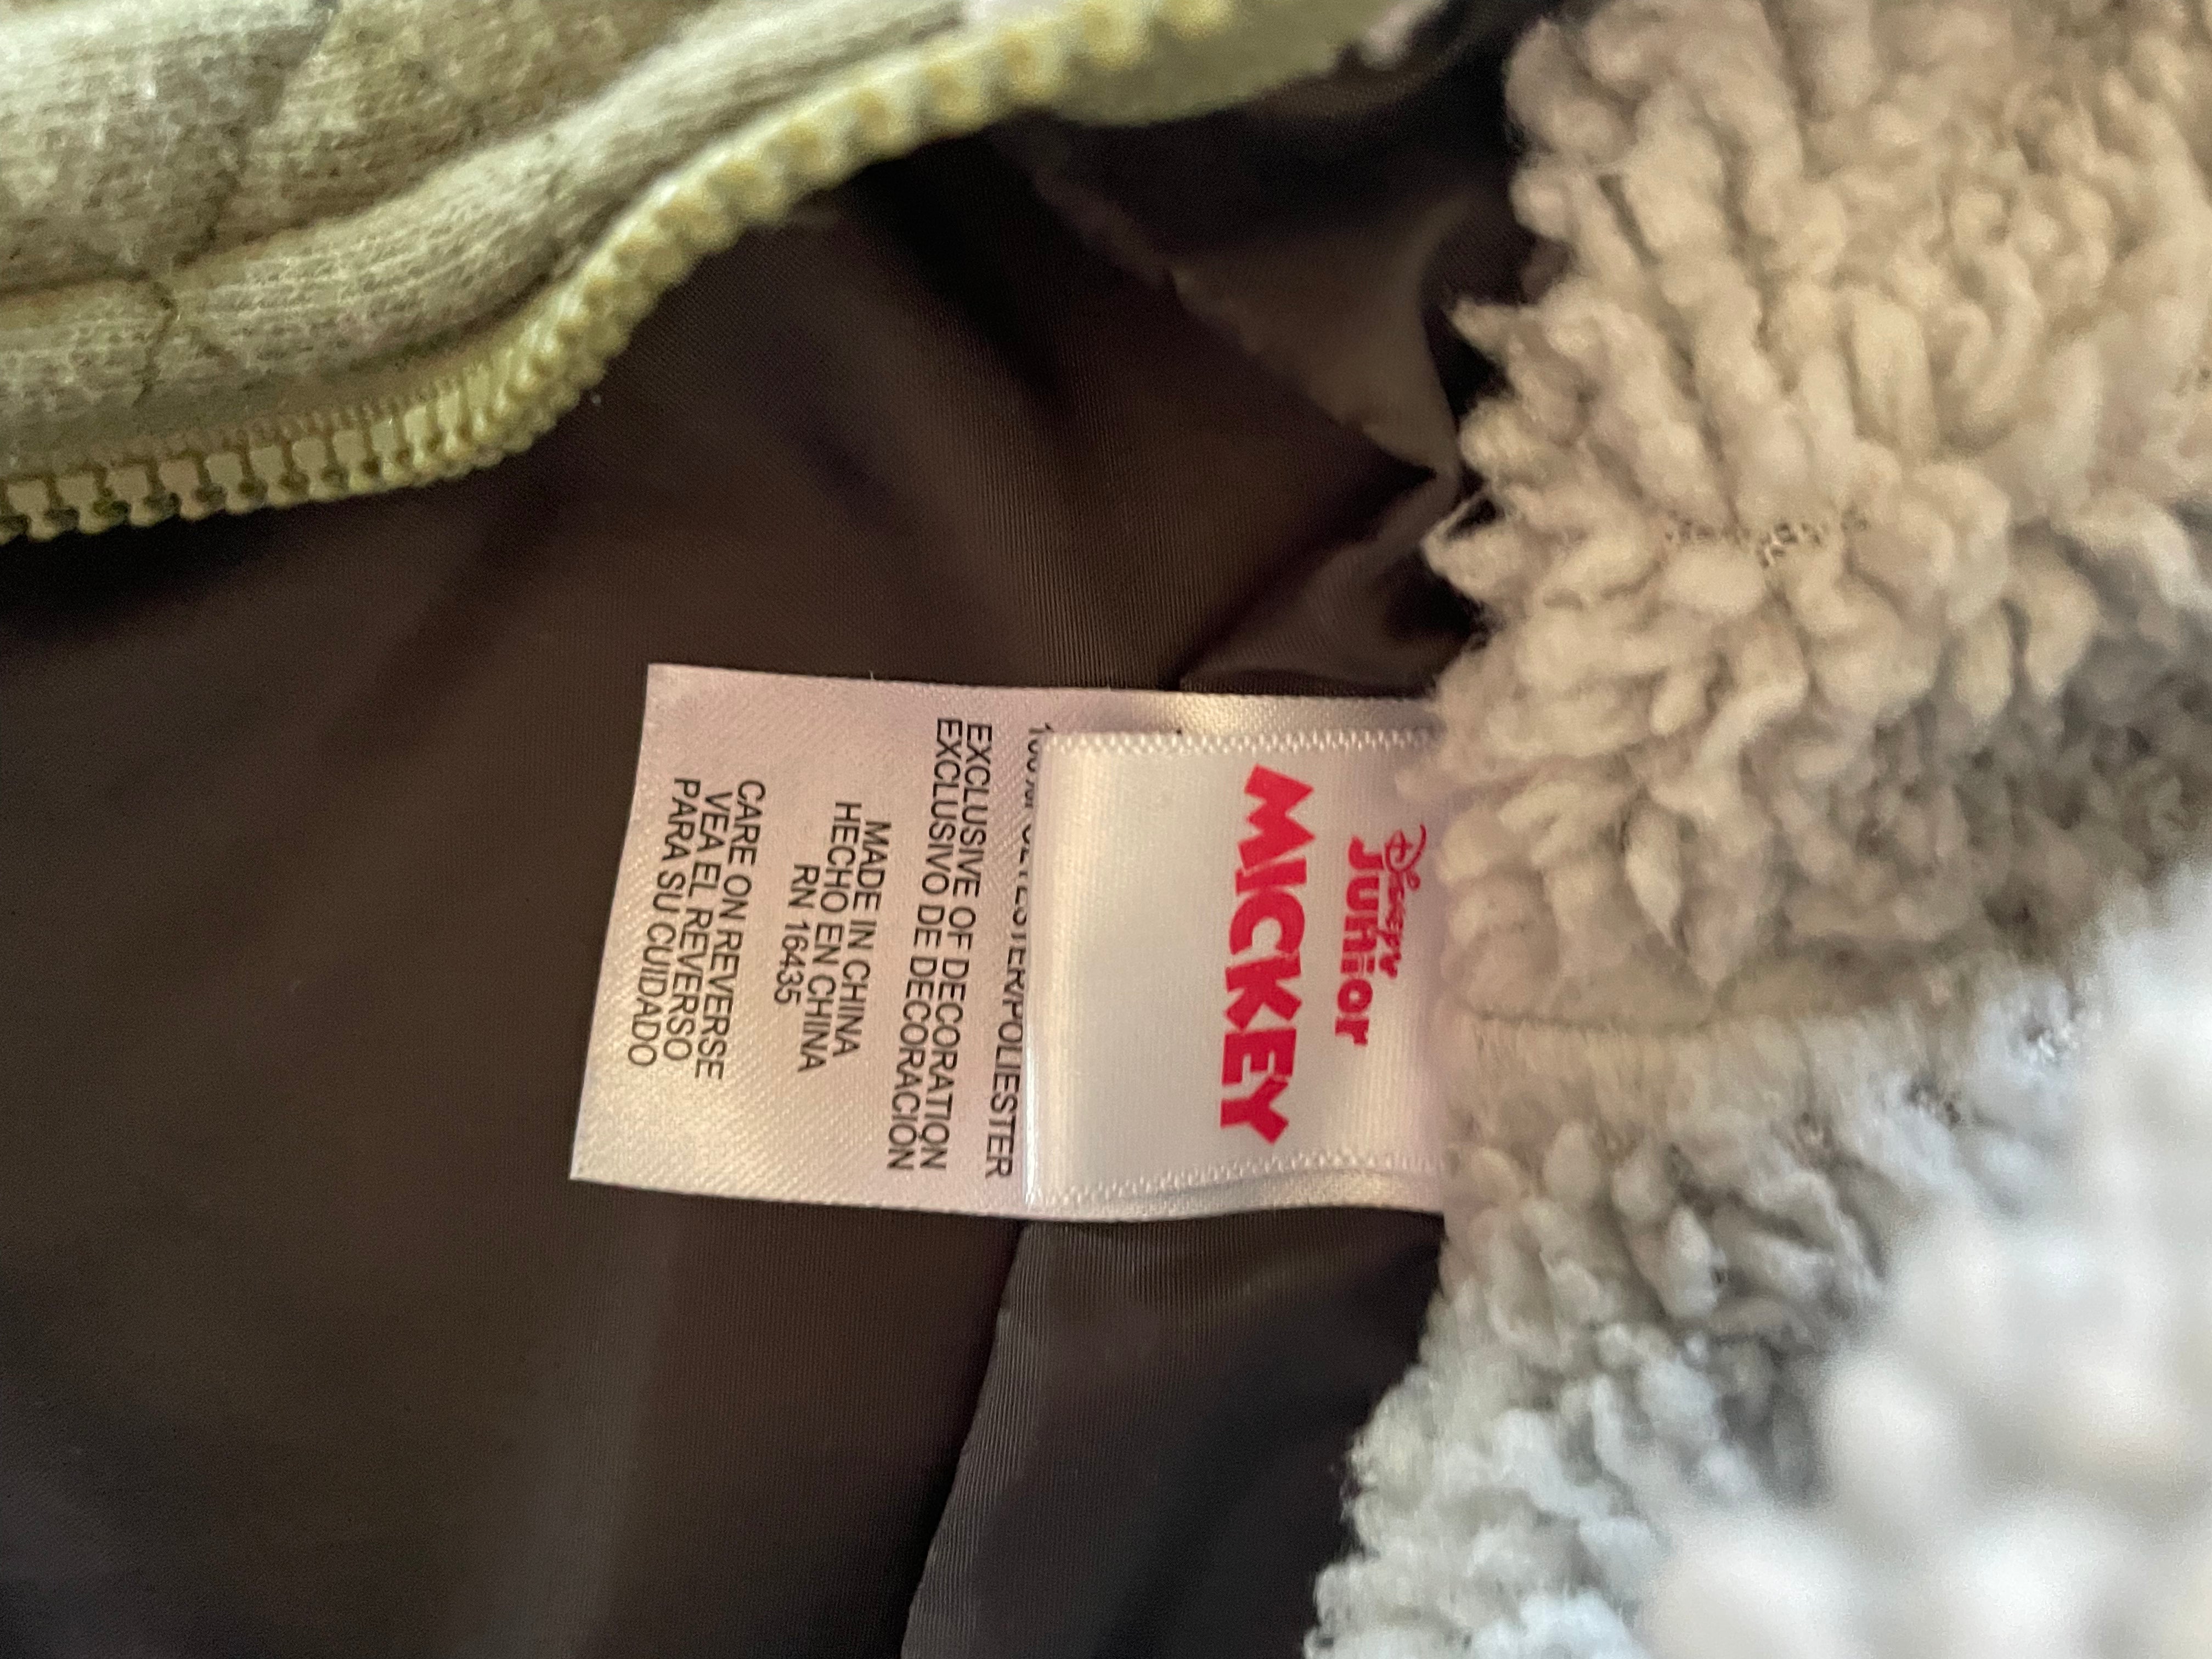 Disney
Junior
MICKEY
POLIESTER
EXCLUSIVE OF DECORATION
EXCLUSIVO DE DECORACIÓN
MADE IN CHINA
HECHO EN CHINA
RN 16435
CARE ON REVERSE
VEA EL REVERSO
PARA SU CUIDADO